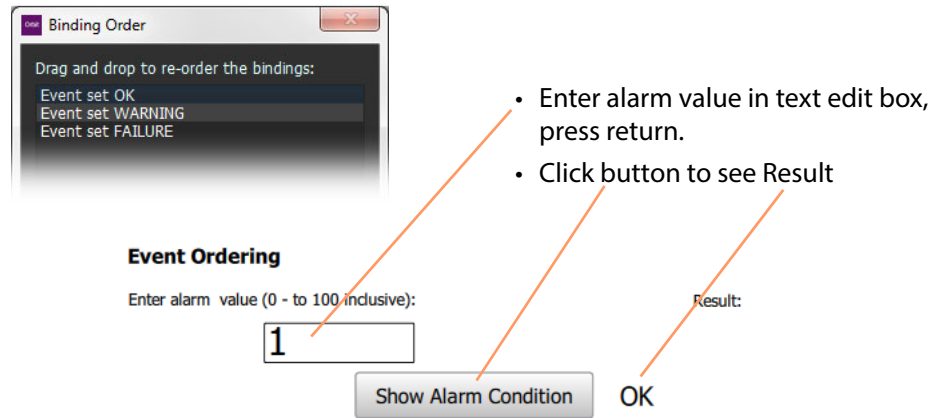 Orbit Binding Order
Drag and drop to re-order the bindings:
Event set OK
Event set WARNING
Event set FAILURE
• Enter alarm value in text edit box,
press return.
• Click button to see Result
Event Ordering
Enter alarm value (0 - to 100 inclusive):
Result:
1
Show Alarm Condition
OK